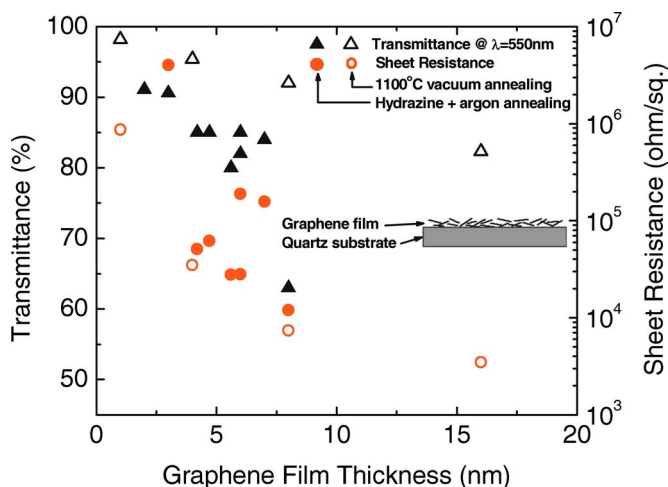 100
90
80
70
60
50
Transmittance (%)
Transmittance @ λ=550nm
Sheet Resistance
1100°C vacuum annealing
Hydrazine + argon annealing
Graphene film
Quartz substrate
10⁷
10⁶
10⁵
10⁴
10³
Sheet Resistance (ohm/sq.)
0 5 10 15 20
Graphene Film Thickness (nm)